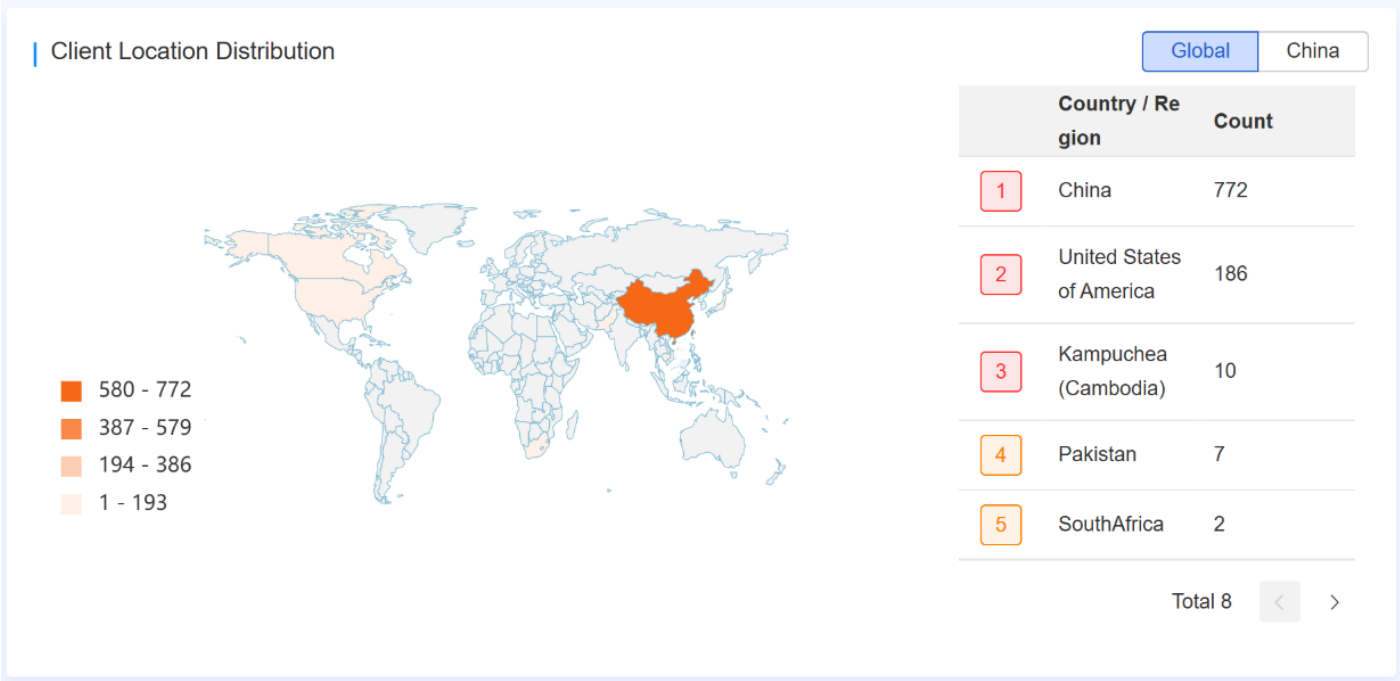 Client Location Distribution
Global
China
Country / Re
gion
Count
1
China
772
2
United States
of America
186
3
Kampuchea
(Cambodia)
10
4
Pakistan
7
5
SouthAfrica
2
580 - 772
387 - 579
194 - 386
1 - 193
Total 8